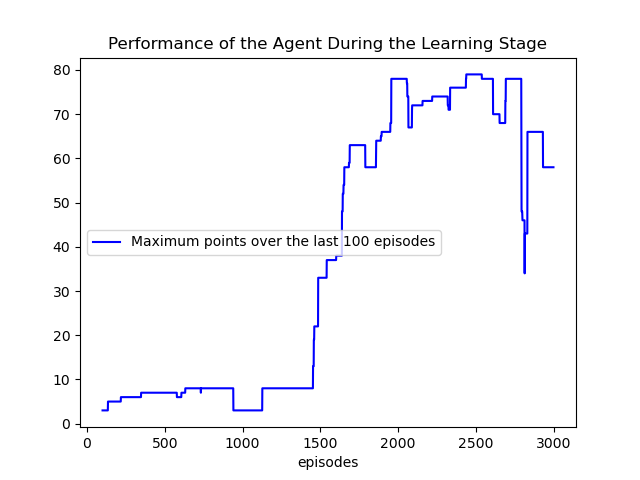 Performance of the Agent During the Learning Stage
80
70
60
50
40
30
20
10
0
Maximum points over the last 100 episodes
0 500 1000 1500 2000 2500 3000
episodes